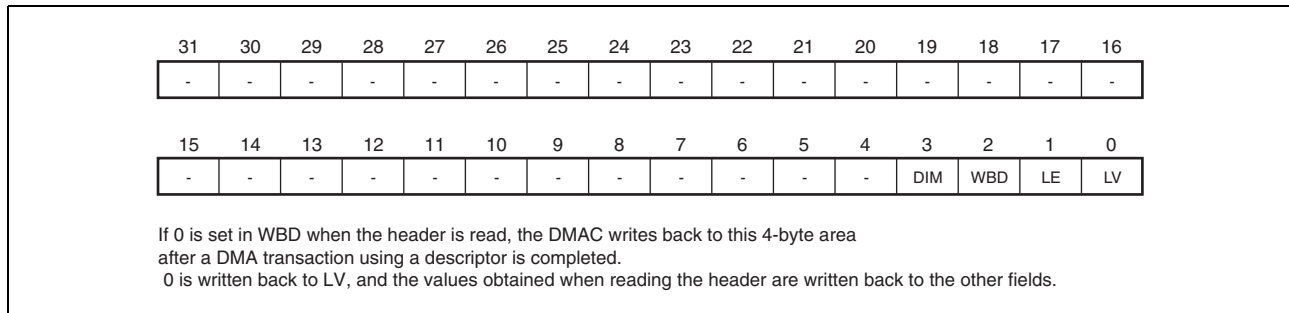 31 30 29 28 27 26 25 24 23 22 21 20 19 18 17 16
- - - - - - - - - - - - - - - -
15 14 13 12 11 10 9 8 7 6 5 4 3 2 1 0
- - - - - - - - - - - - DIM WBD LE LV
If 0 is set in WBD when the header is read, the DMAC writes back to this 4-byte area
after a DMA transaction using a descriptor is completed.
0 is written back to LV, and the values obtained when reading the header are written back to the other fields.